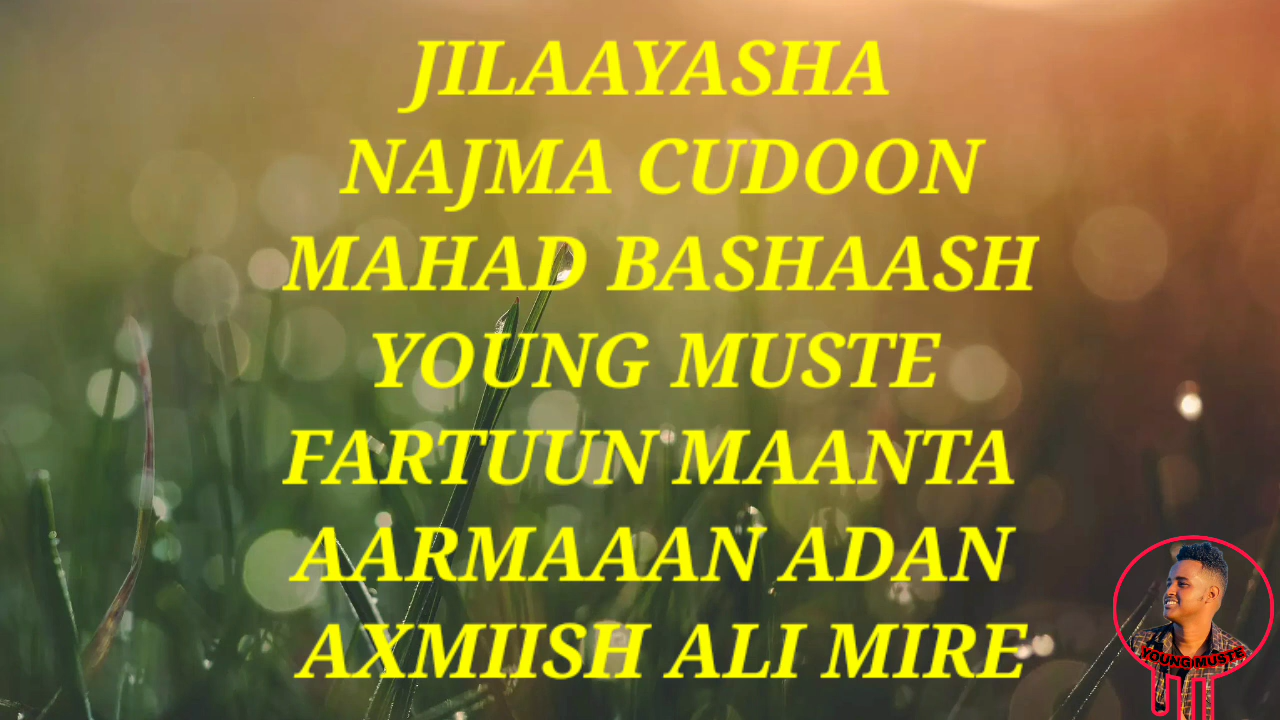 JILAAYASHA
NAJMA CUDOON
MAHAD BASHAASH
YOUNG MUSTE
FARTUUN MAANTA
AARMAAAN ADAN
AXMIISH ALI MIRE
YOUNG MUSTE